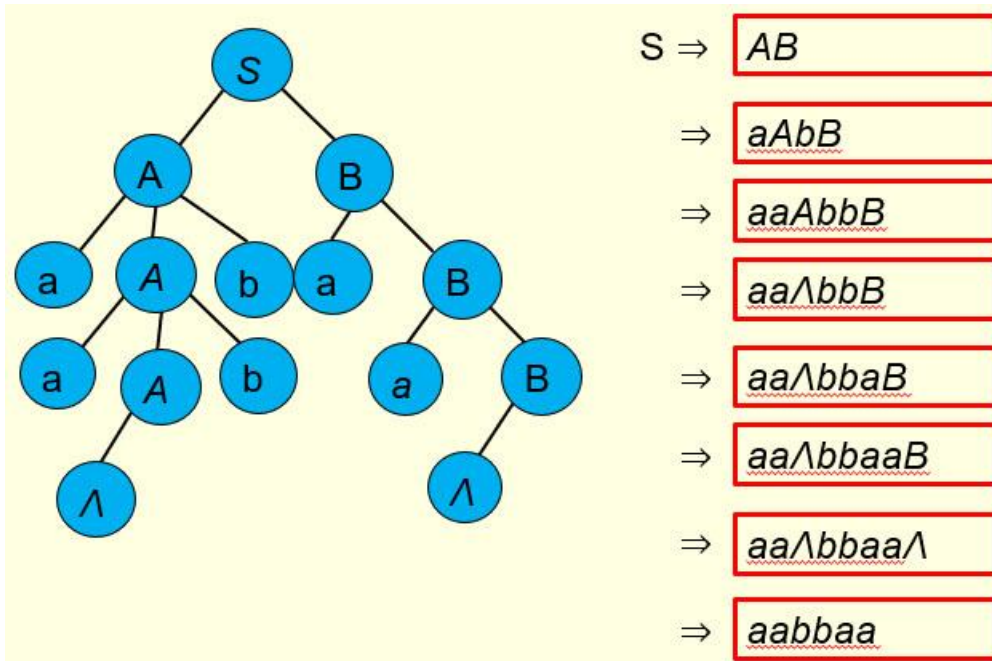 S
A B
a A b a B
a A b a B
Λ Λ
S ⇒ AB
⇒ aAbB
⇒ aaAbbB
⇒ aaΛbbB
⇒ aaΛbbaB
⇒ aaΛbbaaB
⇒ aaΛbbaaΛ
⇒ aabbaa